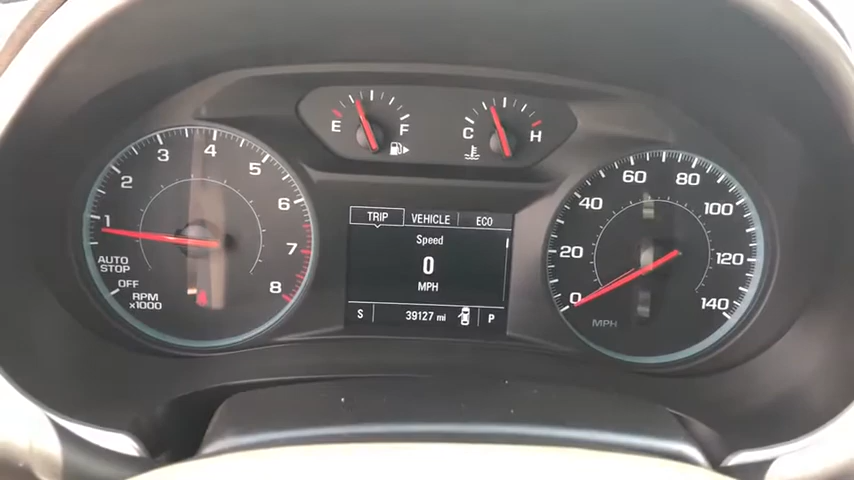 E F
C H
1 2 3 4 5 6 7 8
AUTO
STOP
OFF
RPM
x1000
TRIP VEHICLE ECO
Speed
0
MPH
S 39127 mi P
0 20 40 60 80 100 120 140
MPH